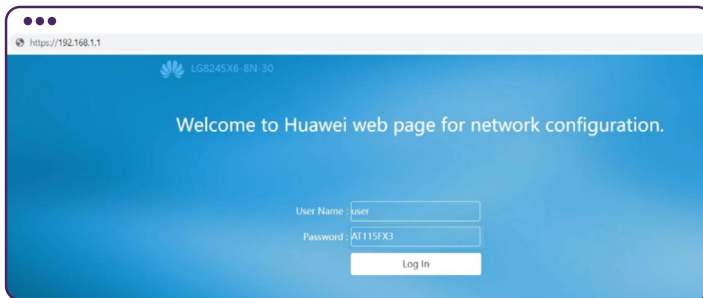 https://192.168.1.1
LG8245X6-8N-30
Welcome to Huawei web page for network configuration.
User Name : user
Password : AT115FX3
Log In